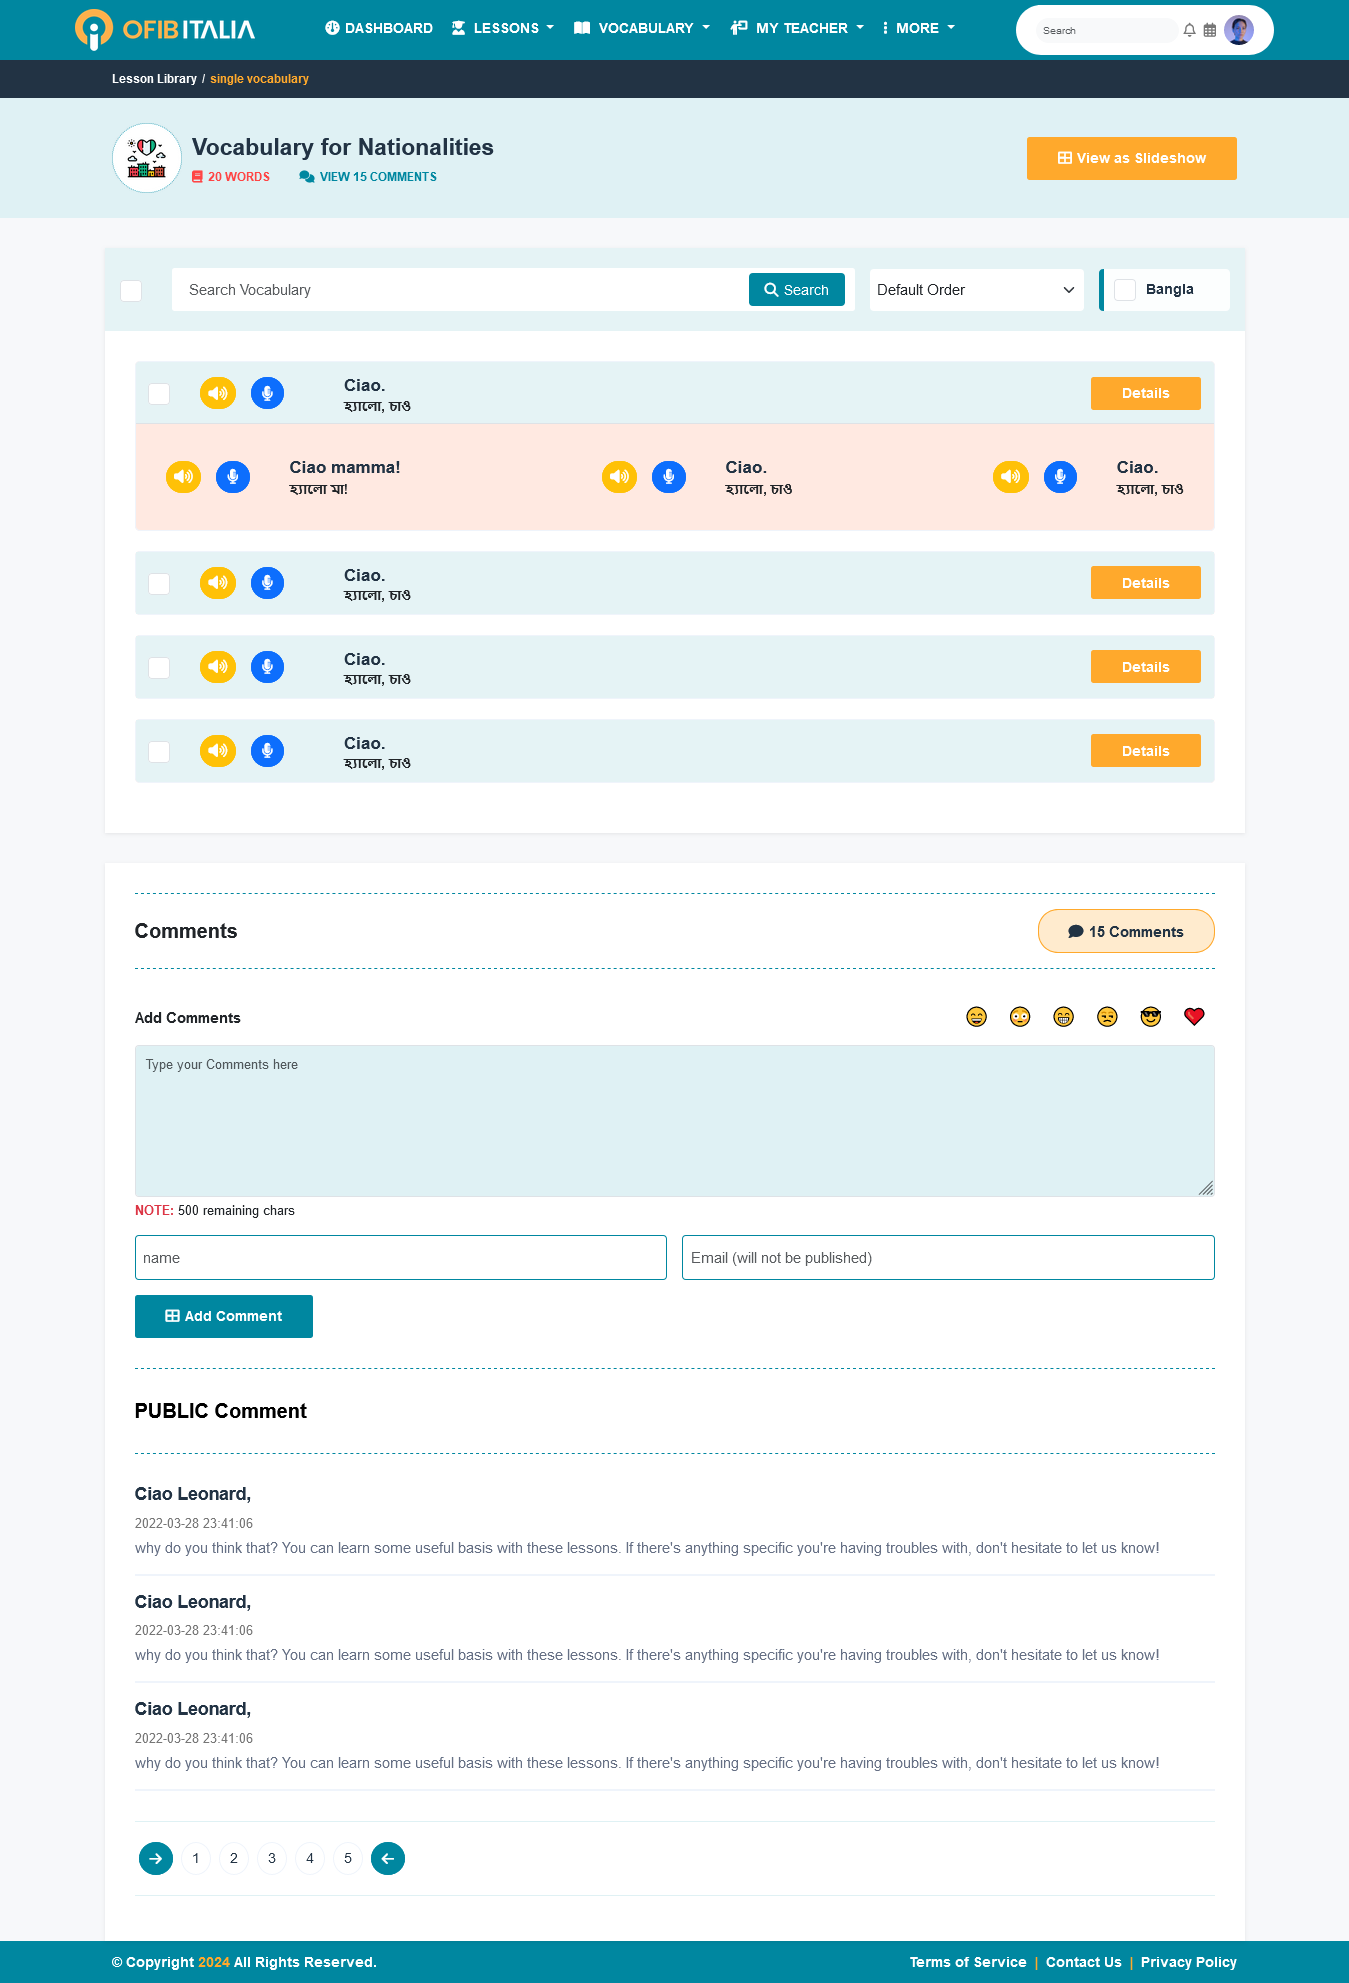 OFIBITALIA DASHBOARD LESSONS VOCABULARY MY TEACHER MORE Search
Lesson Library / single vocabulary
Vocabulary for Nationalities
20 WORDS VIEW 15 COMMENTS
View as Slideshow
Search Vocabulary Search Default Order Bangla
Ciao.
হ্যালো, চাও
Details
Ciao mamma!
হ্যালো মা!
Ciao.
হ্যালো, চাও
Ciao.
হ্যালো, চাও
Ciao.
হ্যালো, চাও
Details
Ciao.
হ্যালো, চাও
Details
Ciao.
হ্যালো, চাও
Details
Comments 15 Comments
Add Comments
Type your Comments here
NOTE: 500 remaining chars
name Email (will not be published)
Add Comment
PUBLIC Comment
Ciao Leonard,
2022-03-28 23:41:06
why do you think that? You can learn some useful basis with these lessons. If there's anything specific you're having troubles with, don't hesitate to let us know!
Ciao Leonard,
2022-03-28 23:41:06
why do you think that? You can learn some useful basis with these lessons. If there's anything specific you're having troubles with, don't hesitate to let us know!
Ciao Leonard,
2022-03-28 23:41:06
why do you think that? You can learn some useful basis with these lessons. If there's anything specific you're having troubles with, don't hesitate to let us know!
1 2 3 4 5
© Copyright 2024 All Rights Reserved. Terms of Service | Contact Us | Privacy Policy